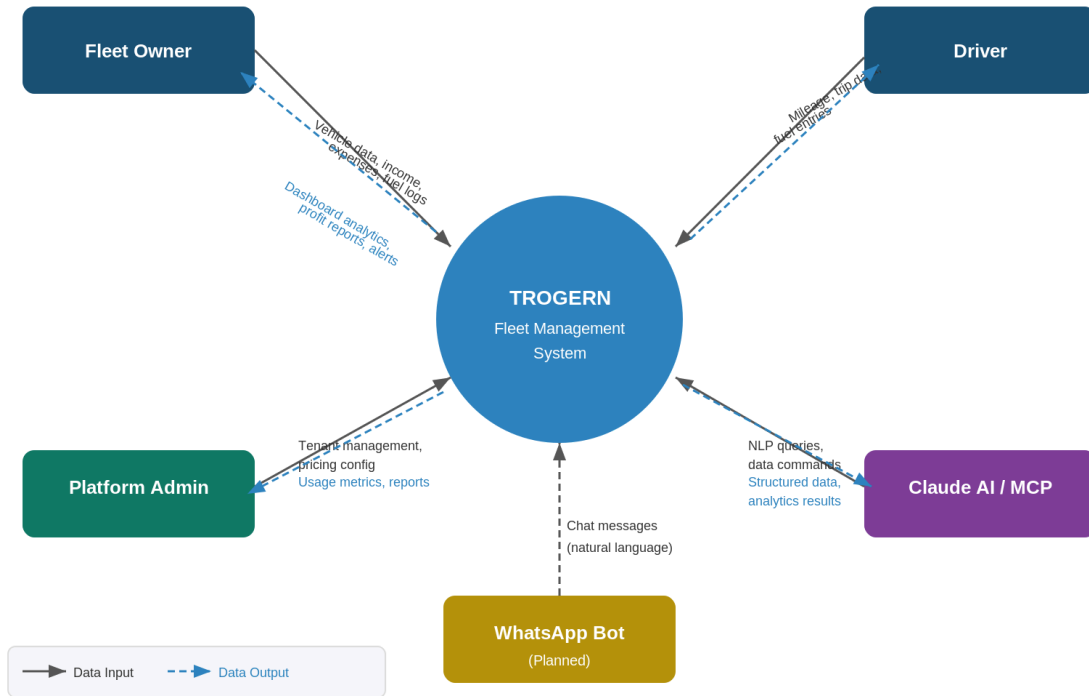 Fleet Owner
Driver
Mileage, trip data,
fuel entries
Vehicle data, income,
expenses, fuel logs
Dashboard analytics,
profit reports, alerts
TROGERN
Fleet Management
System
Tenant management,
pricing config
Usage metrics, reports
NLP queries,
data commands
Structured data,
analytics results
Platform Admin
Claude AI / MCP
Chat messages
(natural language)
WhatsApp Bot
(Planned)
Data Input
Data Output